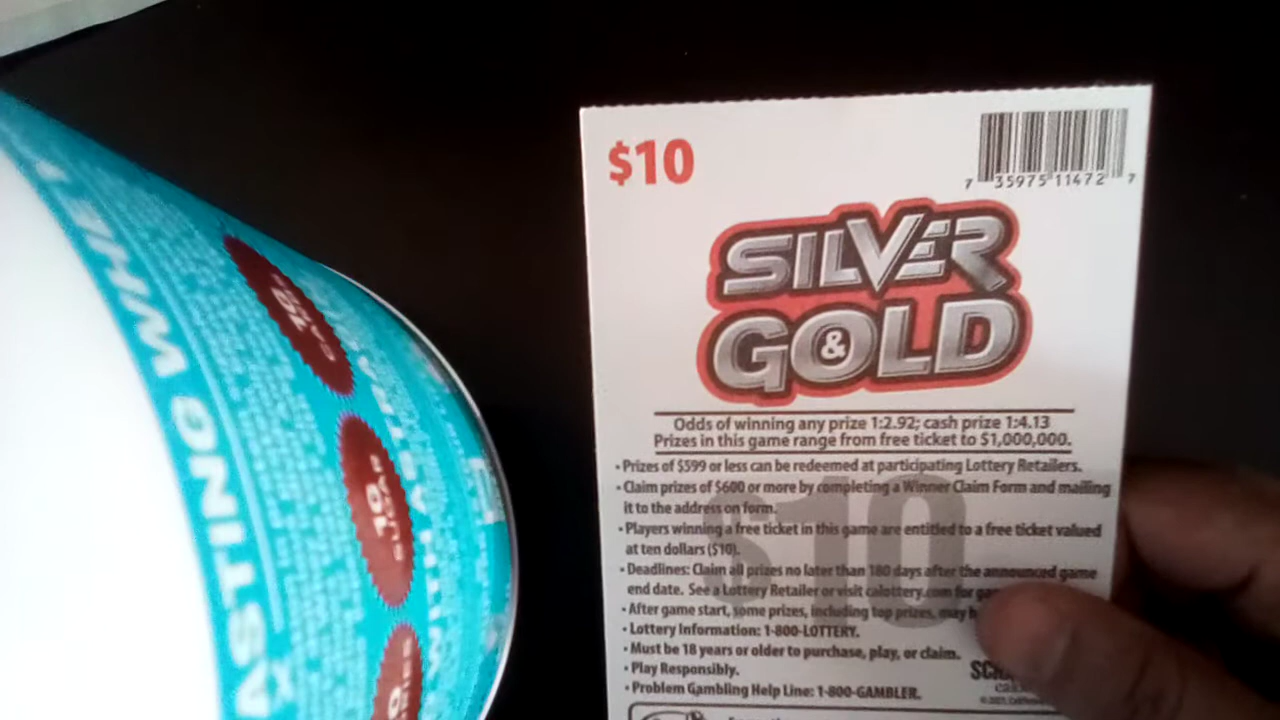 WHI
ASTING
SUGAR
$10
7 35975 11472 7
SILVER
& GOLD
Odds of winning any prize 1:2.92; cash prize 1:4.13
Prizes in this game range from free ticket to $1,000,000.
• Prizes of $599 or less can be redeemed at participating Lottery Retailers.
• Claim prizes of $600 or more by completing a Winner Claim Form and mailing
it to the address on form.
• Players winning a free ticket in this game are entitled to a free ticket valued
at ten dollars ($10).
• Deadlines: Claim all prizes no later than 180 days after the announced game
end date. See a Lottery Retailer or visit calottery.com for
• After game start, some prizes, including top prizes, may
• Lottery Information: 1-800-LOTTERY.
• Must be 18 years or older to purchase, play, or claim.
• Play Responsibly.
• Problem Gambling Help Line: 1-800-GAMBLER.
$10